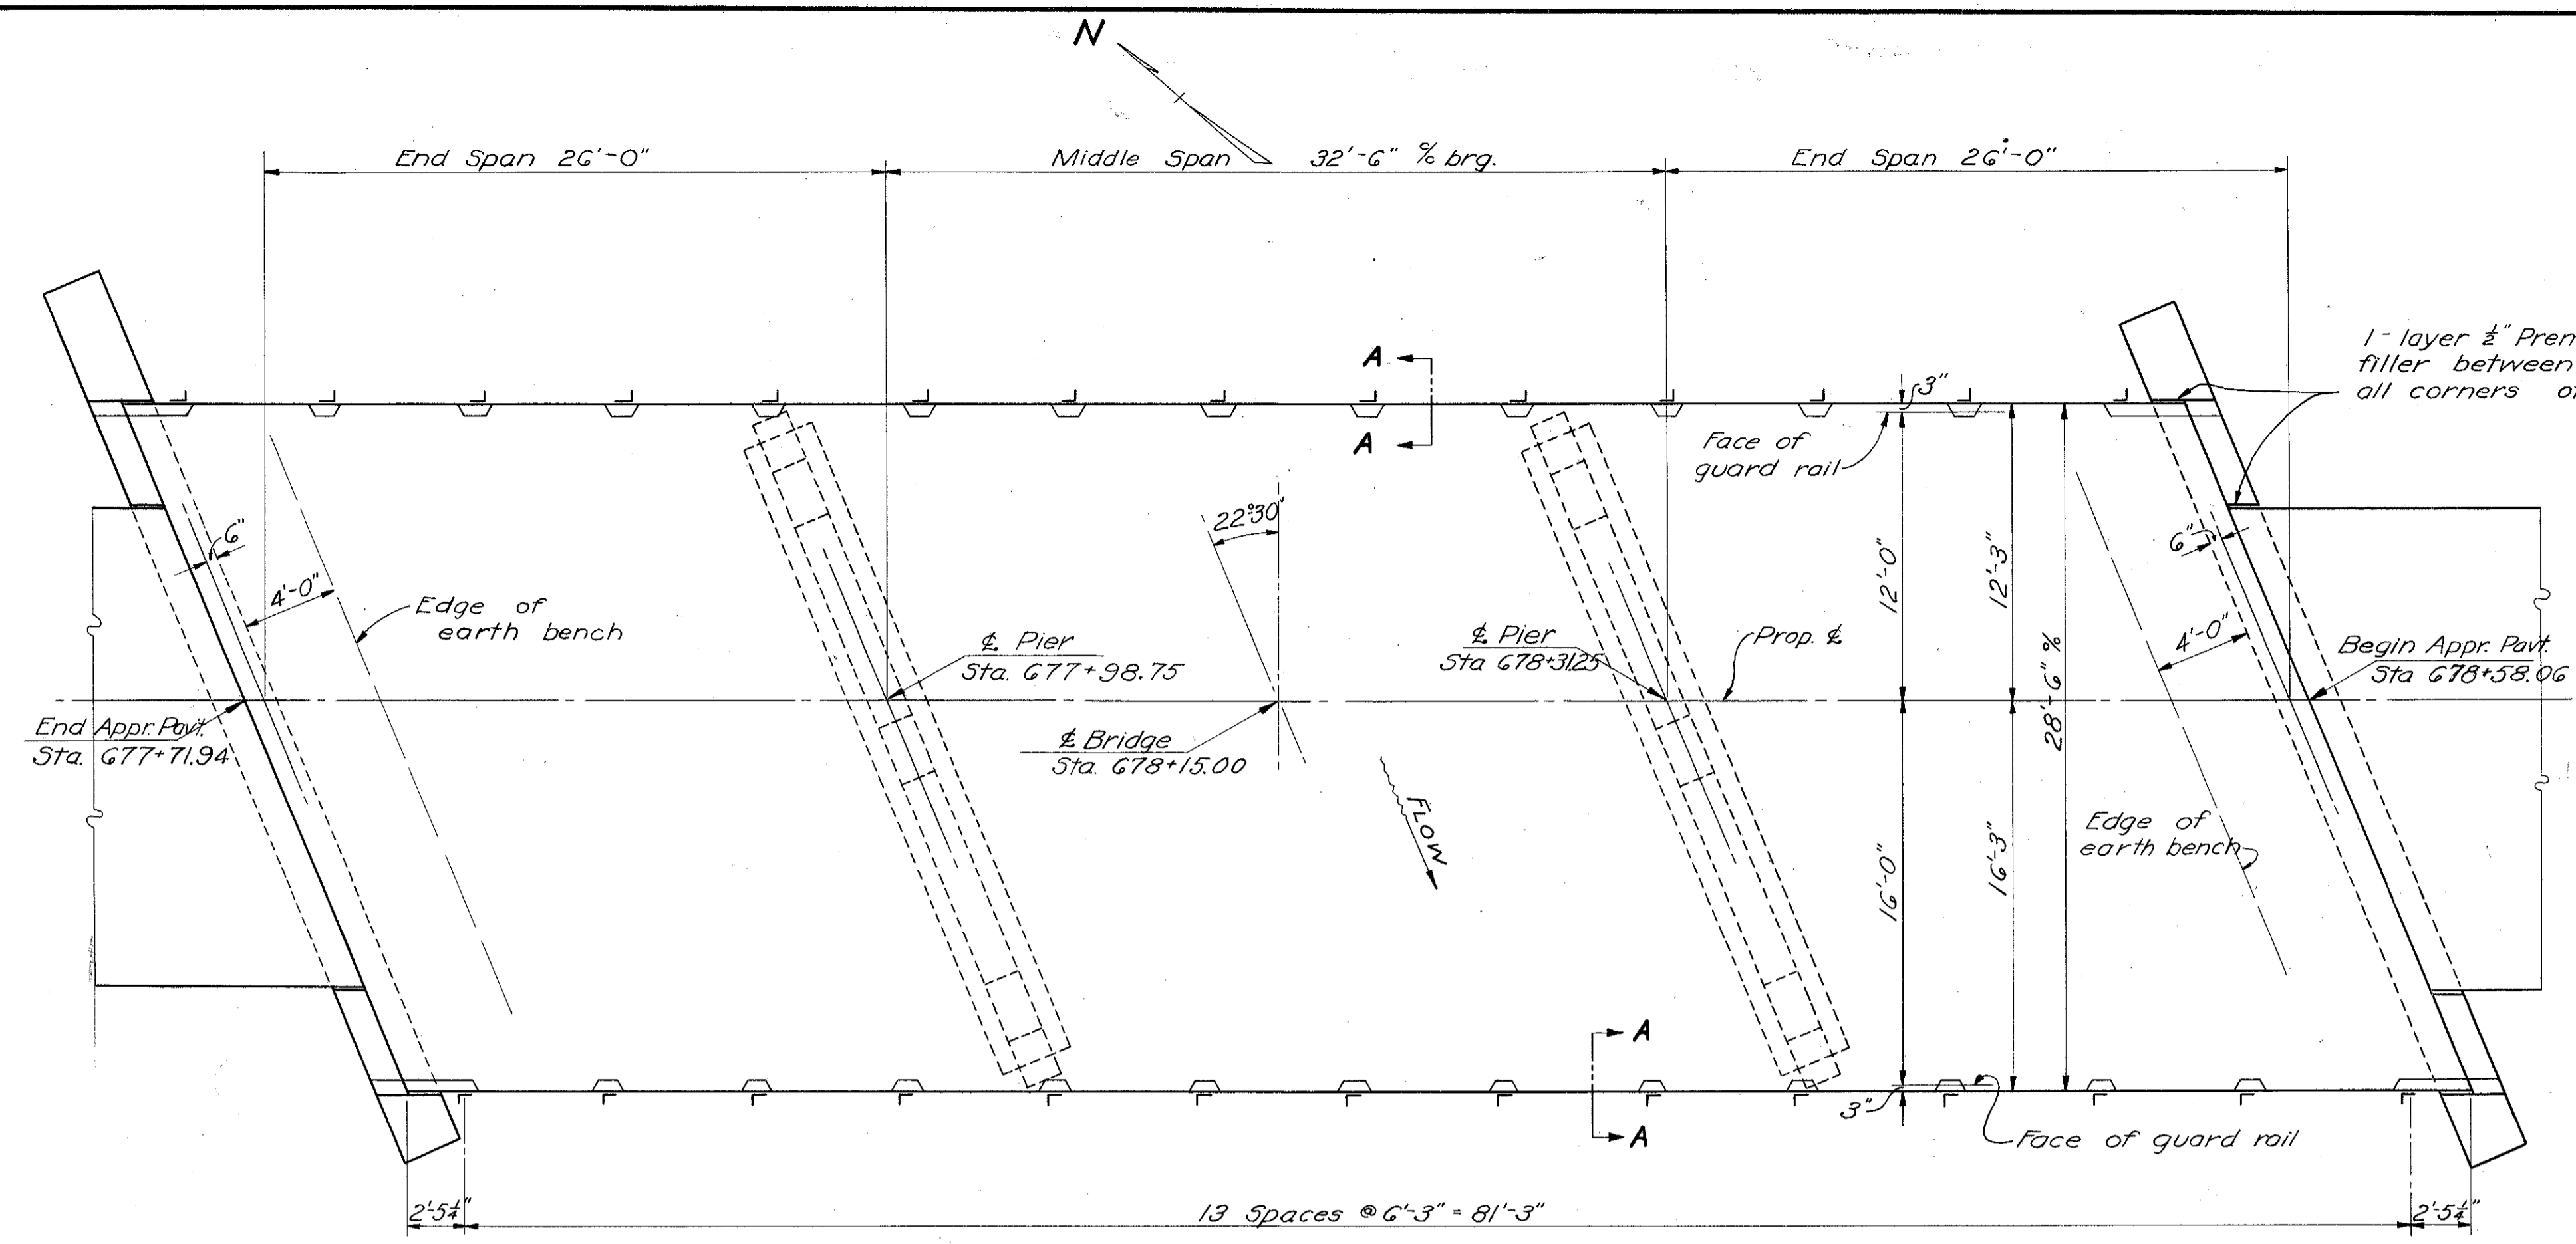 N
End Span 26'-0"
Middle Span 32'-6" % brg.
End Span 26'-0"
A
A
3"
1-layer ½"
filler between
all corners
Face of
guard rail
22°30'
6"
4'-0"
Edge of
earth bench
12'-0"
12'-3"
28'-6" %
6"
4'-0"
℄ Pier
Sta. 677+98.75
℄ Pier
Sta 678+31.25
Prop. ℄
Begin Appr. Pavt.
Sta 678+58.06
End Appr. Pavt.
Sta. 677+71.94
℄ Bridge
Sta. 678+15.00
FLOW
16'-0"
16'-3"
Edge of
earth bench
A
A
3"
Face of guard rail
2'-5¼"
13 Spaces @ 6'-3" = 81'-3"
2'-5¼"